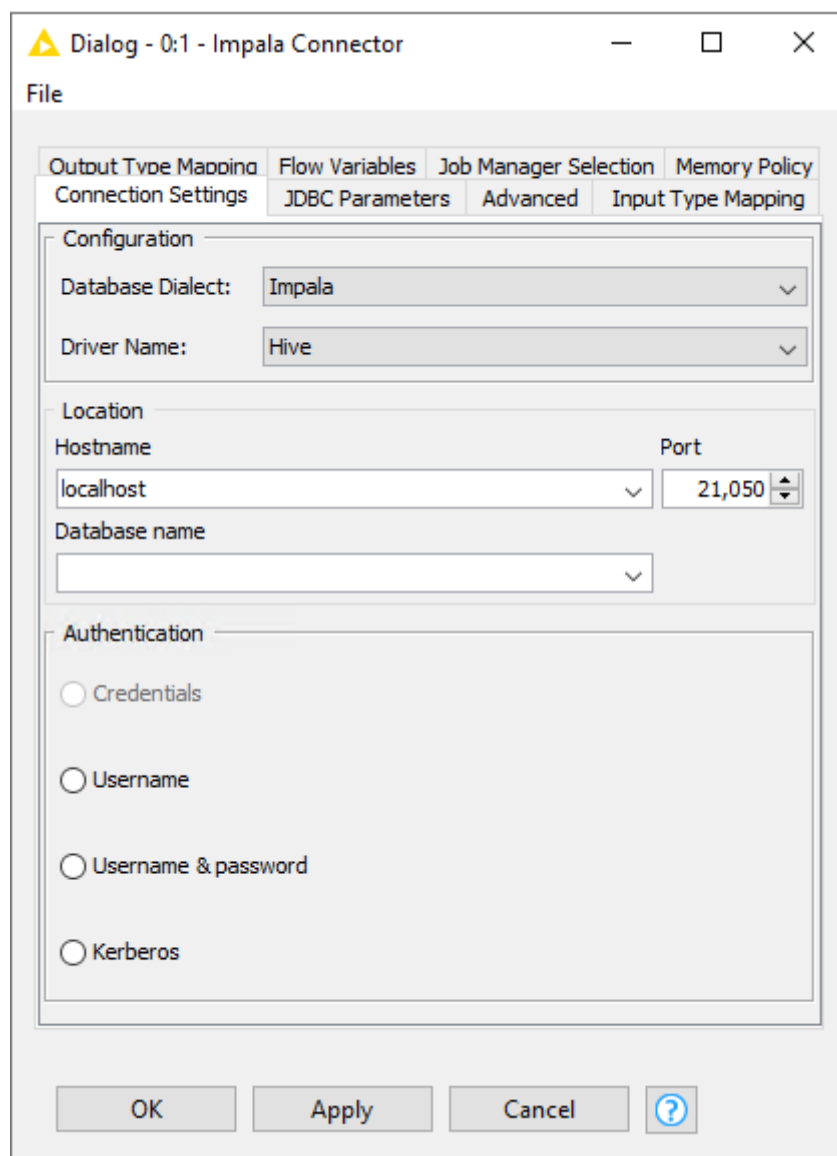 Dialog - 0:1 - Impala Connector
File
Output Type Mapping Flow Variables Job Manager Selection Memory Policy
Connection Settings JDBC Parameters Advanced Input Type Mapping
Configuration
Database Dialect: Impala
Driver Name: Hive
Location
Hostname Port
localhost 21,050
Database name
Authentication
Credentials
Username
Username & password
Kerberos
OK Apply Cancel ?